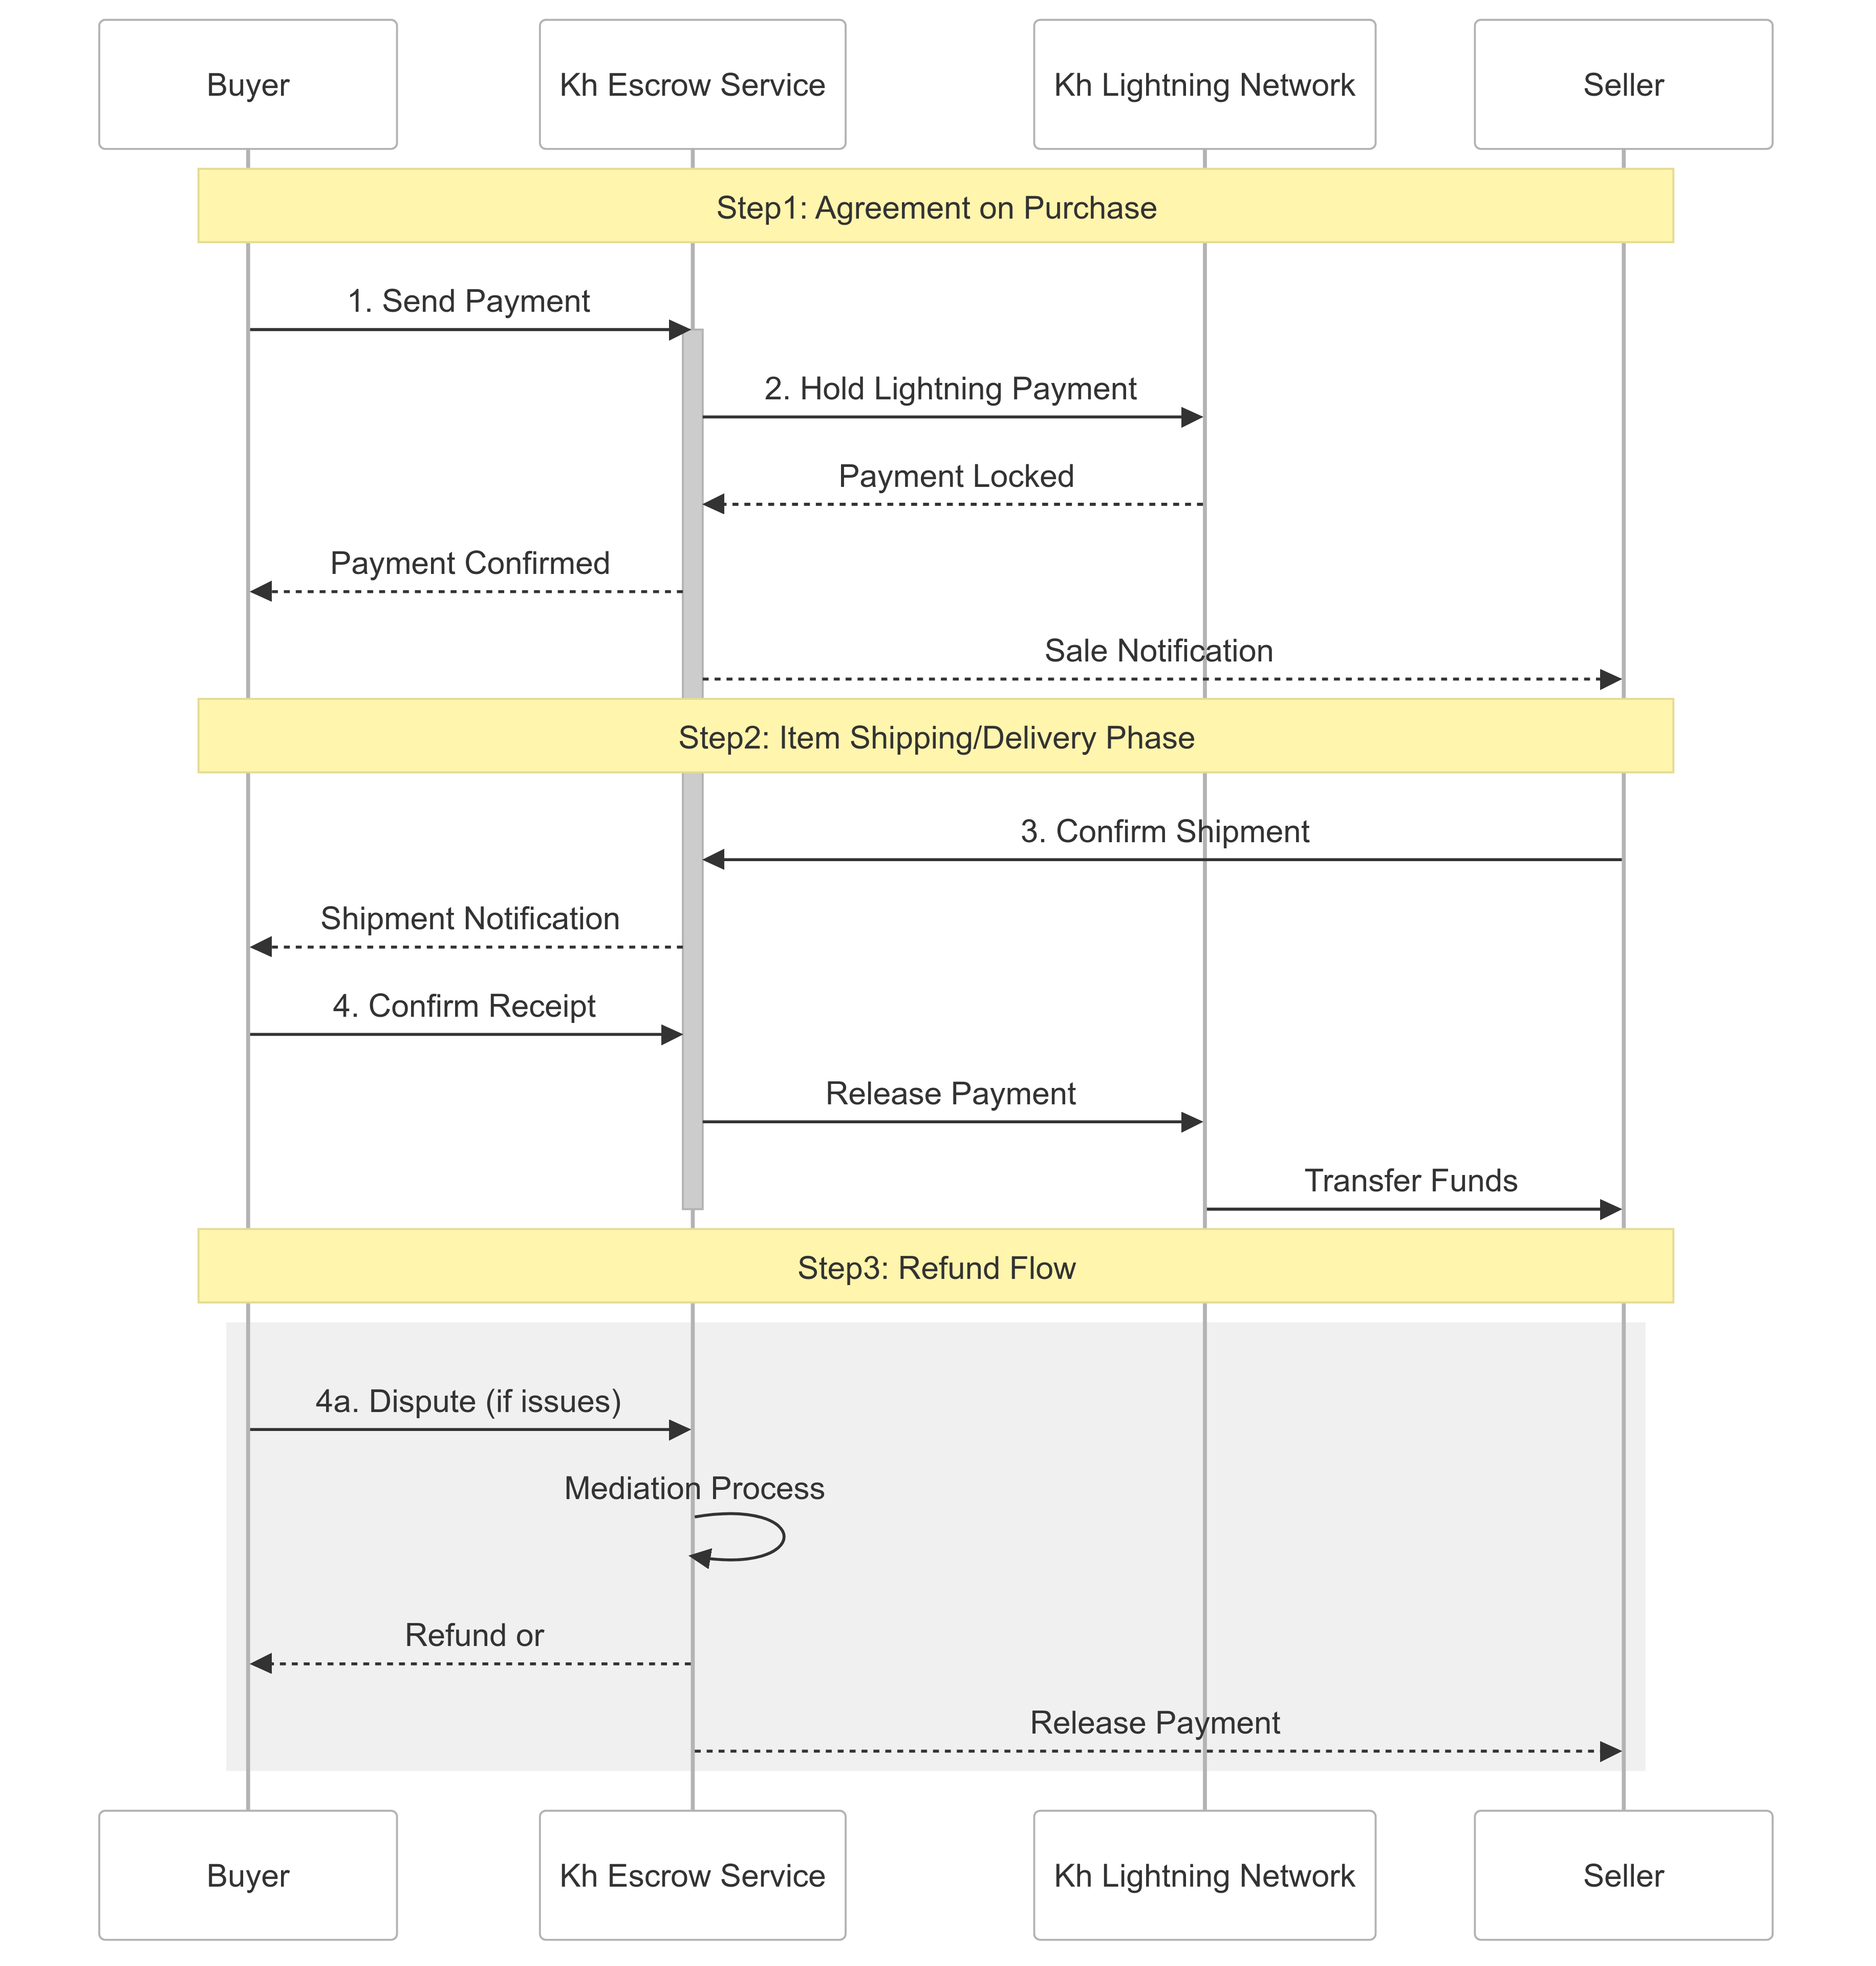 Buyer
Kh Escrow Service
Kh Lightning Network
Seller
Step1: Agreement on Purchase
1. Send Payment
2. Hold Lightning Payment
Payment Locked
Payment Confirmed
Sale Notification
Step2: Item Shipping/Delivery Phase
3. Confirm Shipment
Shipment Notification
4. Confirm Receipt
Release Payment
Transfer Funds
Step3: Refund Flow
4a. Dispute (if issues)
Mediation Process
Refund or
Release Payment
Buyer
Kh Escrow Service
Kh Lightning Network
Seller